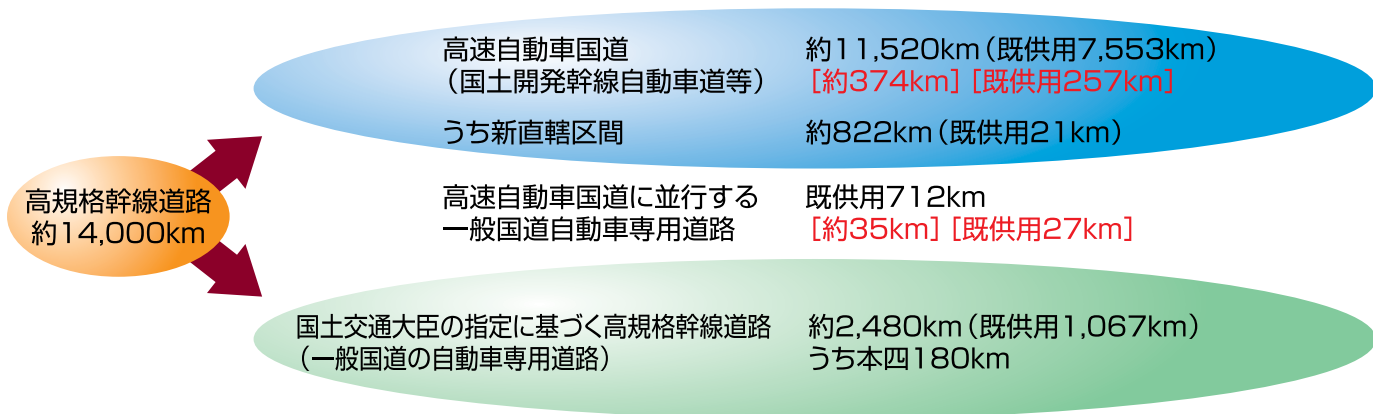 高規格幹線道路
約14,000km
高速自動車国道 約11,520km(既供用7,553km)
(国土開発幹線自動車道等) [約374km][既供用257km]
うち新直轄区間 約822km(既供用21km)
高速自動車国道に並行する 既供用712km
一般国道自動車専用道路 [約35km][既供用27km]
国土交通大臣の指定に基づく高規格幹線道路 約2,480km(既供用1,067km)
(一般国道の自動車専用道路) うち本四180km